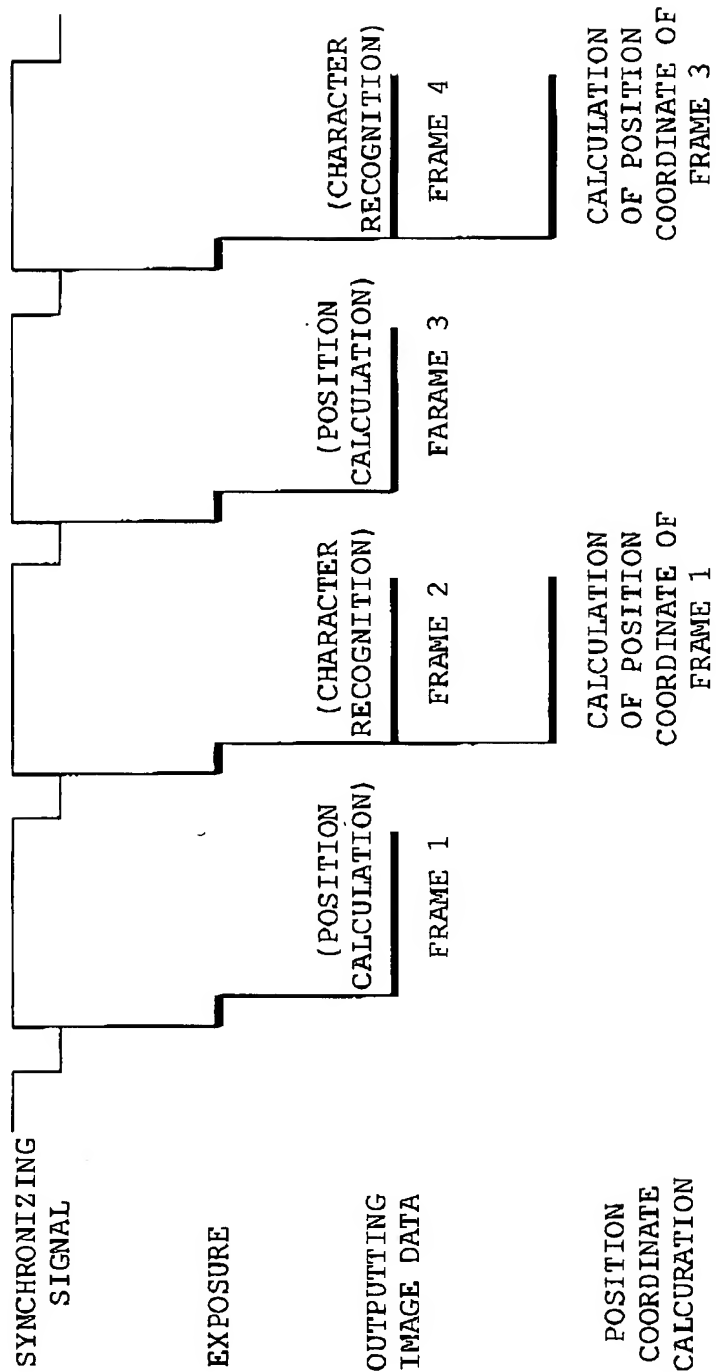 SYNCHRONIZING
SIGNAL
EXPOSURE
(POSITION
CALCULATION)
(CHARACTER
RECOGNITION)
(POSITION
CALCULATION)
(CHARACTER
RECOGNITION)
OUTPUTTING
IMAGE DATA
FRAME 1
FRAME 2
FARAME 3
FRAME 4
POSITION
COORDINATE
CALCURATION
CALCULATION
OF POSITION
COORDINATE OF
FRAME 1
CALCULATION
OF POSITION
COORDINATE OF
FRAME 3